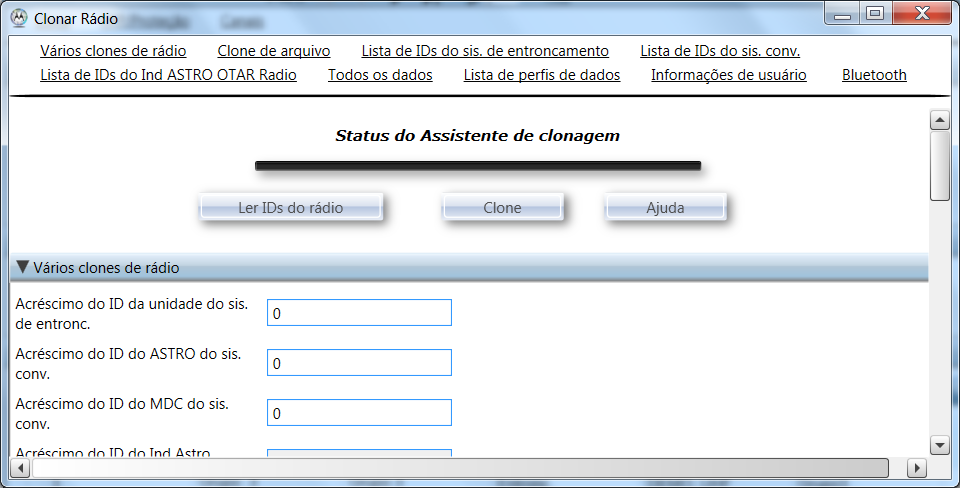 Clonar Rádio
Vários clones de rádio Clone de arquivo Lista de IDs do sis. de entroncamento Lista de IDs do sis. conv.
Lista de IDs do Ind ASTRO OTAR Radio Todos os dados Lista de perfis de dados Informações de usuário Bluetooth
Status do Assistente de clonagem
Ler IDs do rádio Clone Ajuda
Vários clones de rádio
Acréscimo do ID da unidade do sis.
de entronc.
0
Acréscimo do ID do ASTRO do sis.
conv.
0
Acréscimo do ID do MDC do sis.
conv.
0
Acréscimo do ID do Ind Astro